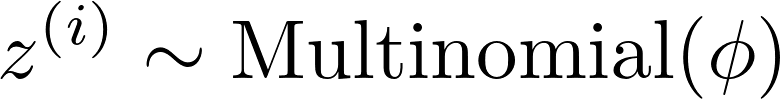 z^{(i)} ∼ Multinomial(ϕ)